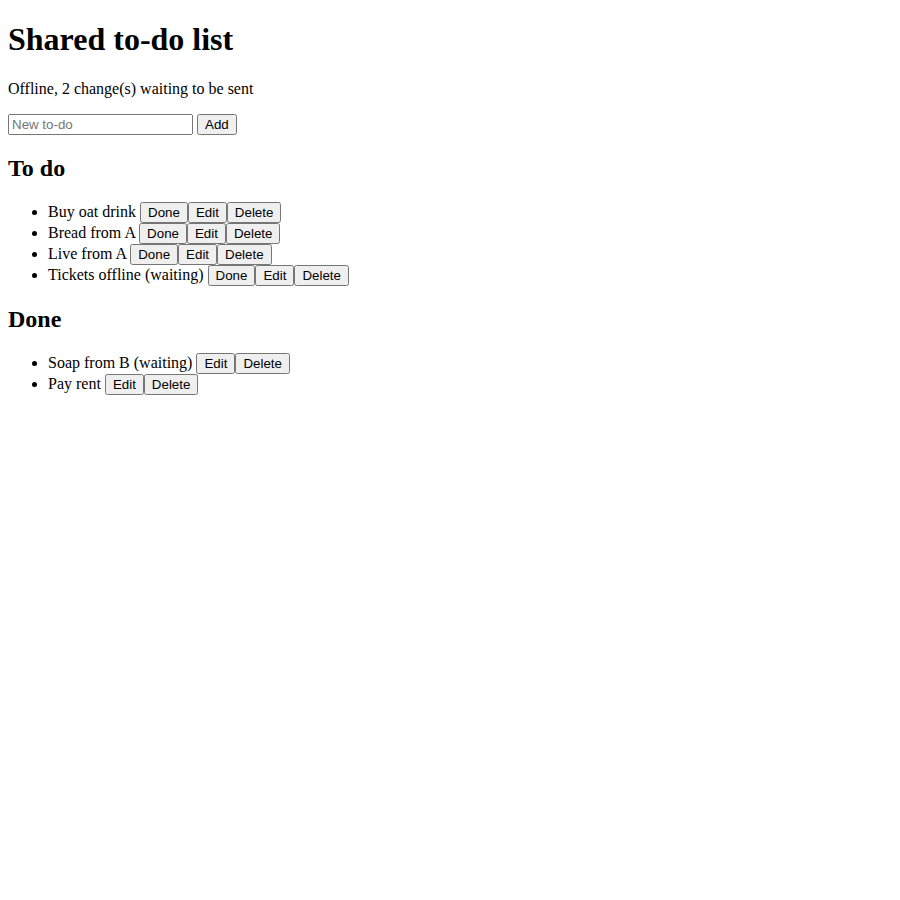 Shared to-do list
Offline, 2 change(s) waiting to be sent
New to-do Add
To do
Buy oat drink Done Edit Delete
Bread from A Done Edit Delete
Live from A Done Edit Delete
Tickets offline (waiting) Done Edit Delete
Done
Soap from B (waiting) Edit Delete
Pay rent Edit Delete